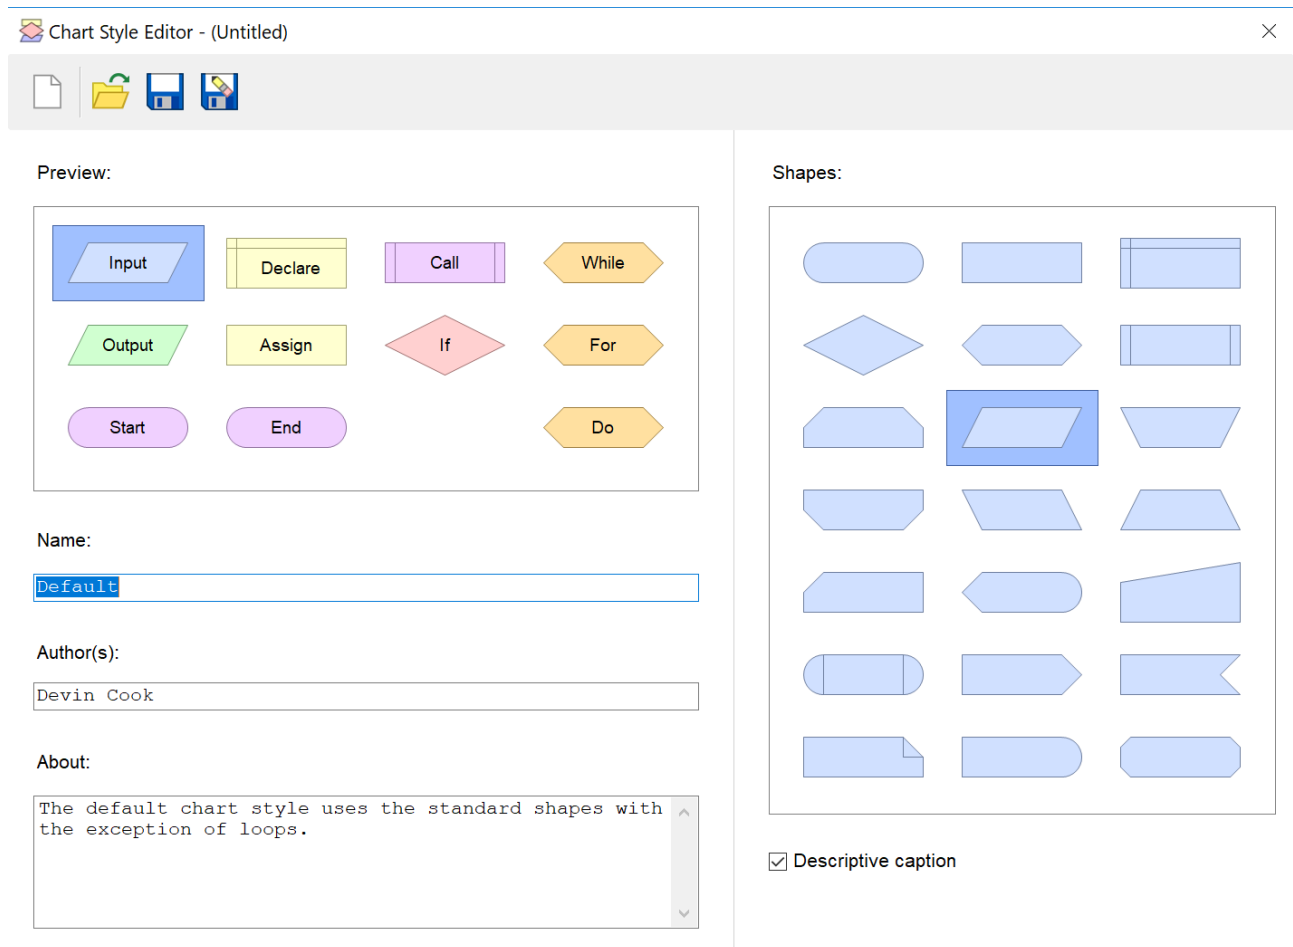 Chart Style Editor - (Untitled)
Preview:
Shapes:
Input
Declare
Call
While
Output
Assign
If
For
Start
End
Do
Name:
Default
Author(s):
Devin Cook
About:
The default chart style uses the standard shapes with
the exception of loops.
Descriptive caption